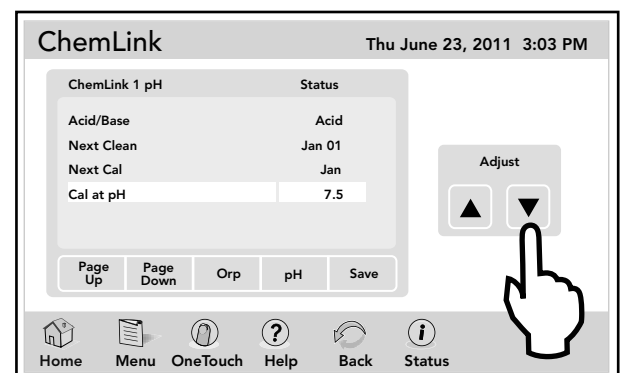 ChemLink Thu June 23, 2011 3:03 PM
ChemLink 1 pH Status
Acid/Base Acid
Next Clean Jan 01
Next Cal Jan
Cal at pH 7.5
Adjust
Page Up Page Down Orp pH Save
Home Menu OneTouch Help Back Status